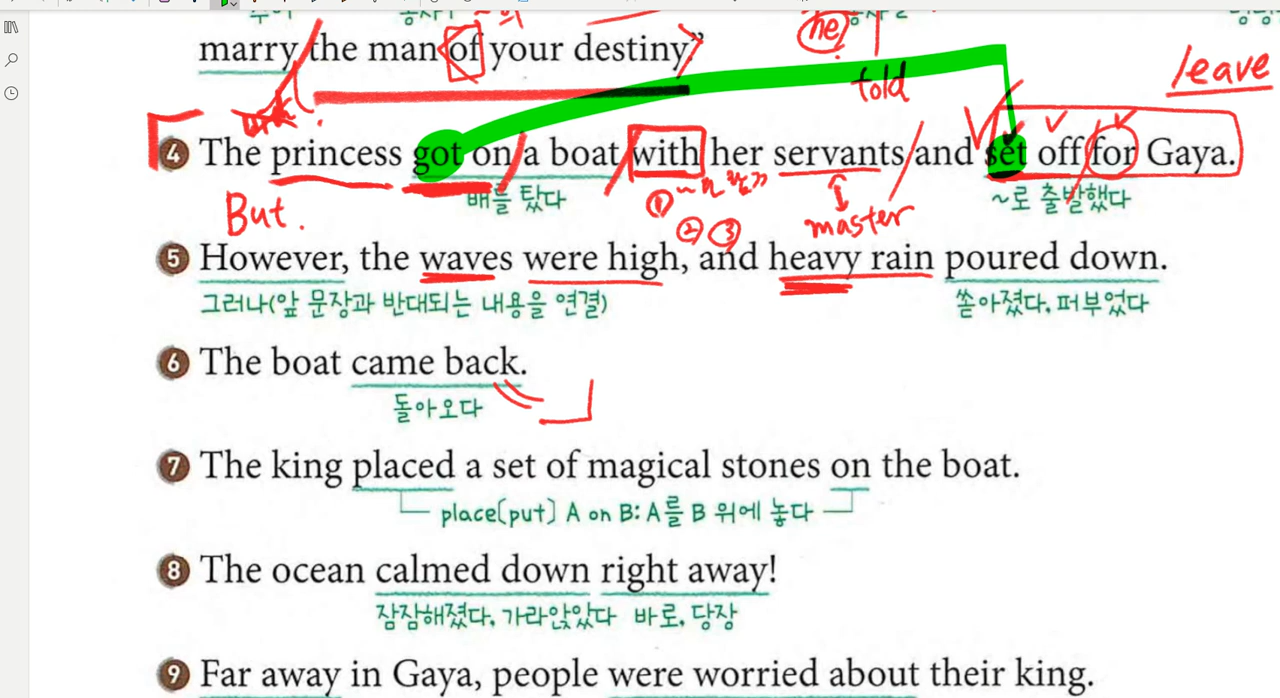 marry the man of your destiny.”
he
told
leave
④ The princess got on a boat with her servants and set off for Gaya.
배를 탔다
~로 출발했다
But.
①
② ③
master
⑤ However, the waves were high, and heavy rain poured down.
그러나(앞 문장과 반대되는 내용을 연결)
쏟아졌다, 퍼부었다
⑥ The boat came back.
돌아오다
⑦ The king placed a set of magical stones on the boat.
place(put) A on B: A를 B 위에 놓다
⑧ The ocean calmed down right away!
잠잠해졌다, 가라앉았다 바로, 당장
⑨ Far away in Gaya, people were worried about their king.